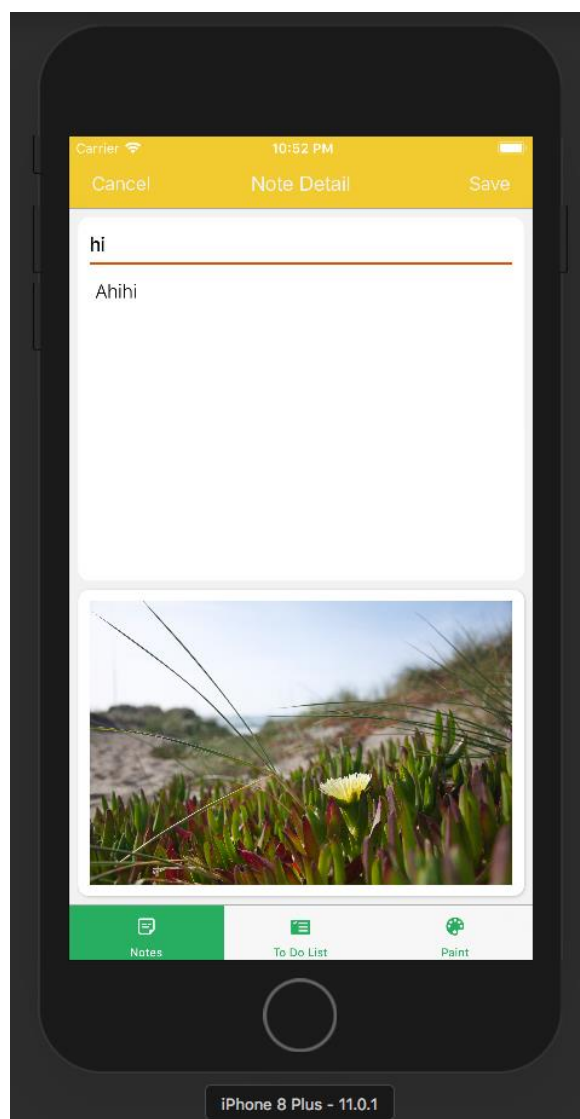 Carrier 10:52 PM
Cancel Note Detail Save
hi
Ahihi
Notes To Do List Paint
iPhone 8 Plus - 11.0.1